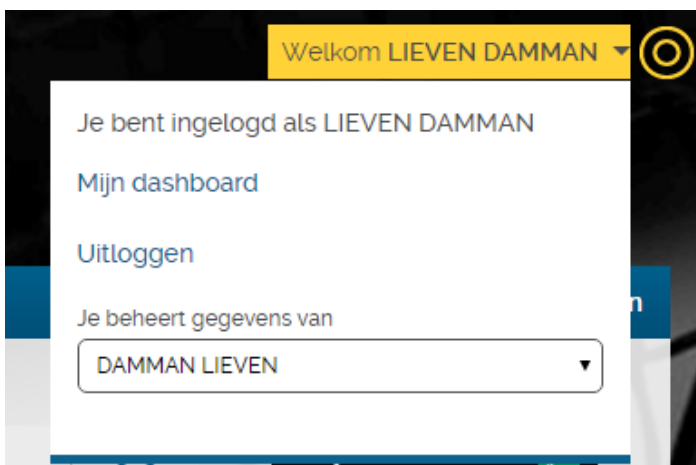 Welkom LIEVEN DAMMAN
Je bent ingelogd als LIEVEN DAMMAN
Mijn dashboard
Uitloggen
Je beheert gegevens van
DAMMAN LIEVEN